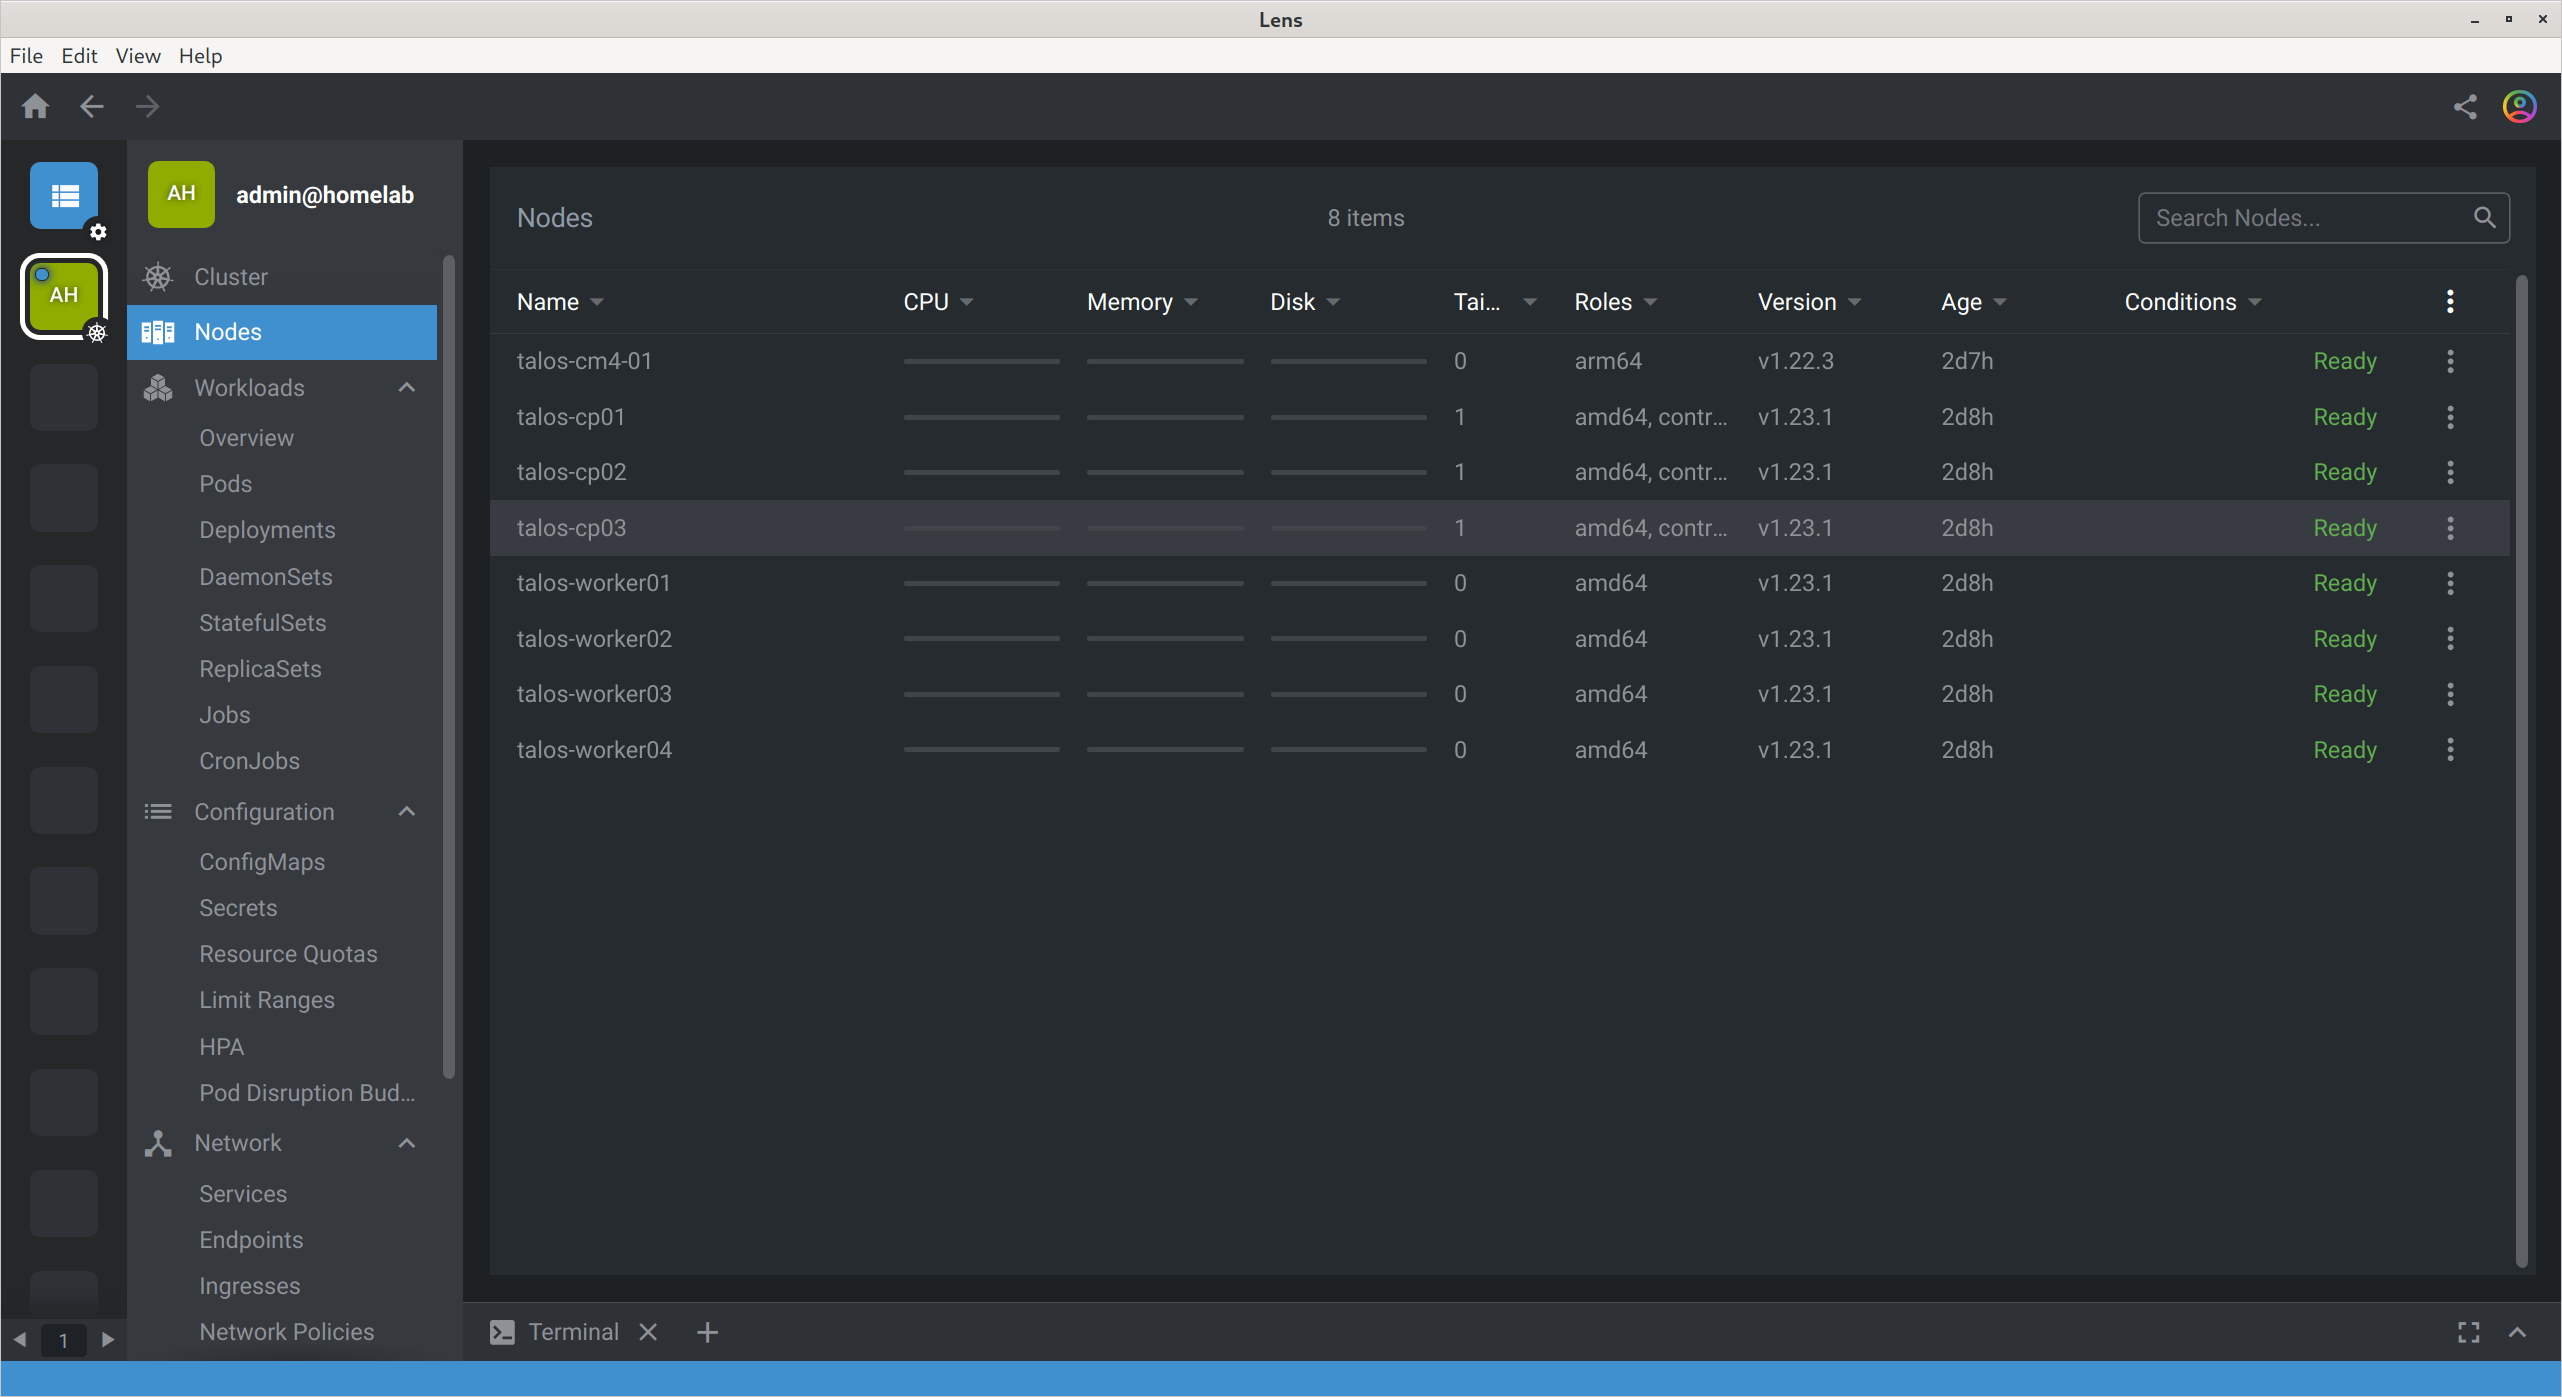 Lens
File Edit View Help
AH
admin@homelab
AH
Cluster
Nodes
Workloads
Overview
Pods
Deployments
DaemonSets
StatefulSets
ReplicaSets
Jobs
CronJobs
Configuration
ConfigMaps
Secrets
Resource Quotas
Limit Ranges
HPA
Pod Disruption Bud...
Network
Services
Endpoints
Ingresses
Network Policies
1
Nodes 8 items Search Nodes...
Name CPU Memory Disk Tai... Roles Version Age Conditions
talos-cm4-01 0 arm64 v1.22.3 2d7h Ready
talos-cp01 1 amd64, contr... v1.23.1 2d8h Ready
talos-cp02 1 amd64, contr... v1.23.1 2d8h Ready
talos-cp03 1 amd64, contr... v1.23.1 2d8h Ready
talos-worker01 0 amd64 v1.23.1 2d8h Ready
talos-worker02 0 amd64 v1.23.1 2d8h Ready
talos-worker03 0 amd64 v1.23.1 2d8h Ready
talos-worker04 0 amd64 v1.23.1 2d8h Ready
Terminal